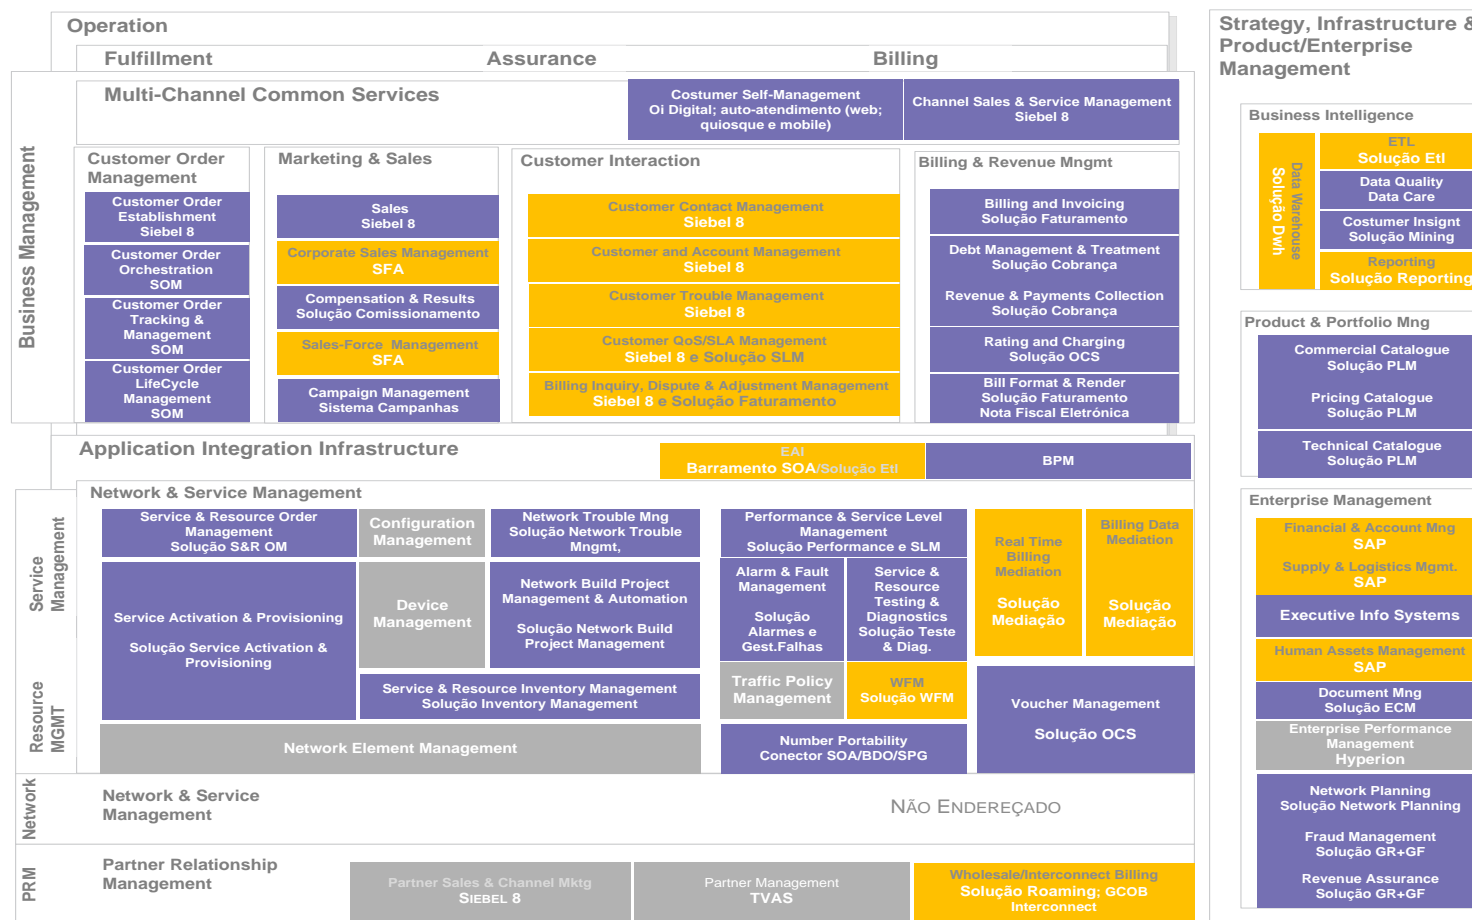 Operation
Fulfillment
Assurance
Billing
Multi-Channel Common Services
Costumer Self-Management
Oi Digital; auto-atendimento (web;
quiosque e mobile)
Channel Sales & Service Management
Siebel 8
Business Management
Customer Order
Management
Customer Order
Establishment
Siebel 8
Customer Order
Orchestration
SOM
Customer Order
Tracking &
Management
SOM
Customer Order
LifeCycle
Management
SOM
Marketing & Sales
Sales
Siebel 8
Corporate Sales Management
SFA
Compensation & Results
Solução Comissionamento
Sales-Force Management
SFA
Campaign Management
Sistema Campanhas
Customer Interaction
Customer Contact Management
Siebel 8
Customer and Account Management
Siebel 8
Customer Trouble Management
Siebel 8
Customer QoS/SLA Management
Siebel 8 e Solução SLM
Billing Inquiry, Dispute & Adjustment Management
Siebel 8 e Solução Faturamento
Billing & Revenue Mngmt
Billing and Invoicing
Solução Faturamento
Debt Management & Treatment
Solução Cobrança
Revenue & Payments Collection
Solução Cobrança
Rating and Charging
Solução OCS
Bill Format & Render
Solução Faturamento
Nota Fiscal Eletrónica
Application Integration Infrastructure
EAI
Barramento SOA/Solução Etl
BPM
Service
Management
Resource
MGMT
Network & Service Management
Service & Resource Order
Management
Solução S&R OM
Configuration
Management
Network Trouble Mng
Solução Network Trouble
Mngmt,
Service Activation & Provisioning
Solução Service Activation &
Provisioning
Device
Management
Network Build Project
Management & Automation
Solução Network Build
Project Management
Service & Resource Inventory Management
Solução Inventory Management
Network Element Management
Performance & Service Level
Management
Solução Performance e SLM
Alarm & Fault
Management
Solução
Alarmes e
Gest.Falhas
Service &
Resource
Testing &
Diagnostics
Solução Teste
& Diag.
Traffic Policy
Management
WFM
Solução WFM
Number Portability
Conector SOA/BDO/SPG
Real Time
Billing
Mediation
Solução
Mediação
Billing Data
Mediation
Solução
Mediação
Voucher Management
Solução OCS
Network
Network & Service
Management
NÃO ENDEREÇADO
PRM
Partner Relationship
Management
Partner Sales & Channel Mktg
SIEBEL 8
Partner Management
TVAS
Wholesale/Interconnect Billing
Solução Roaming; GCOB
Interconnect
Strategy, Infrastructure &
Product/Enterprise
Management
Business Intelligence
Data Warehouse
Solução Dwh
ETL
Solução Etl
Data Quality
Data Care
Costumer Insignt
Solução Mining
Reporting
Solução Reporting
Product & Portfolio Mng
Commercial Catalogue
Solução PLM
Pricing Catalogue
Solução PLM
Technical Catalogue
Solução PLM
Enterprise Management
Financial & Account Mng
SAP
Supply & Logistics Mgmt.
SAP
Executive Info Systems
Human Assets Management
SAP
Document Mng
Solução ECM
Enterprise Performance
Management
Hyperion
Network Planning
Solução Network Planning
Fraud Management
Solução GR+GF
Revenue Assurance
Solução GR+GF